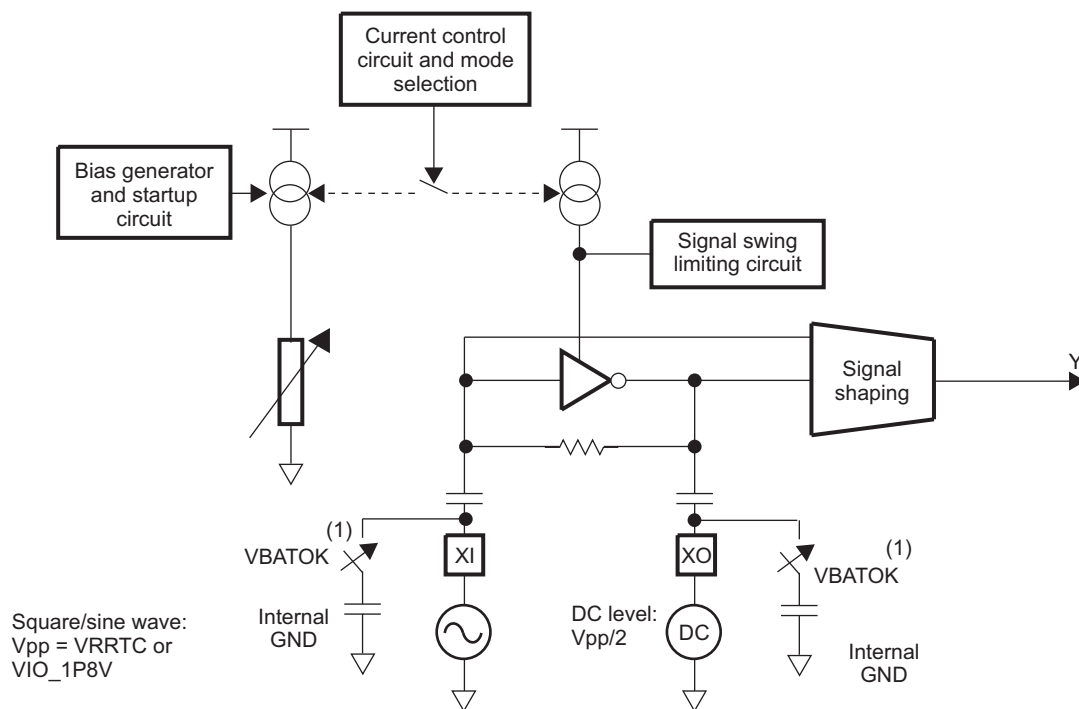 Current control
circuit and mode
selection
Bias generator
and startup
circuit
Signal swing
limiting circuit
Signal
shaping
Y
(1)
VBATOK
XI
XO
(1)
VBATOK
Square/sine wave:
Vpp = VRRTC or
VIO_1P8V
Internal
GND
DC level:
Vpp/2
DC
Internal
GND